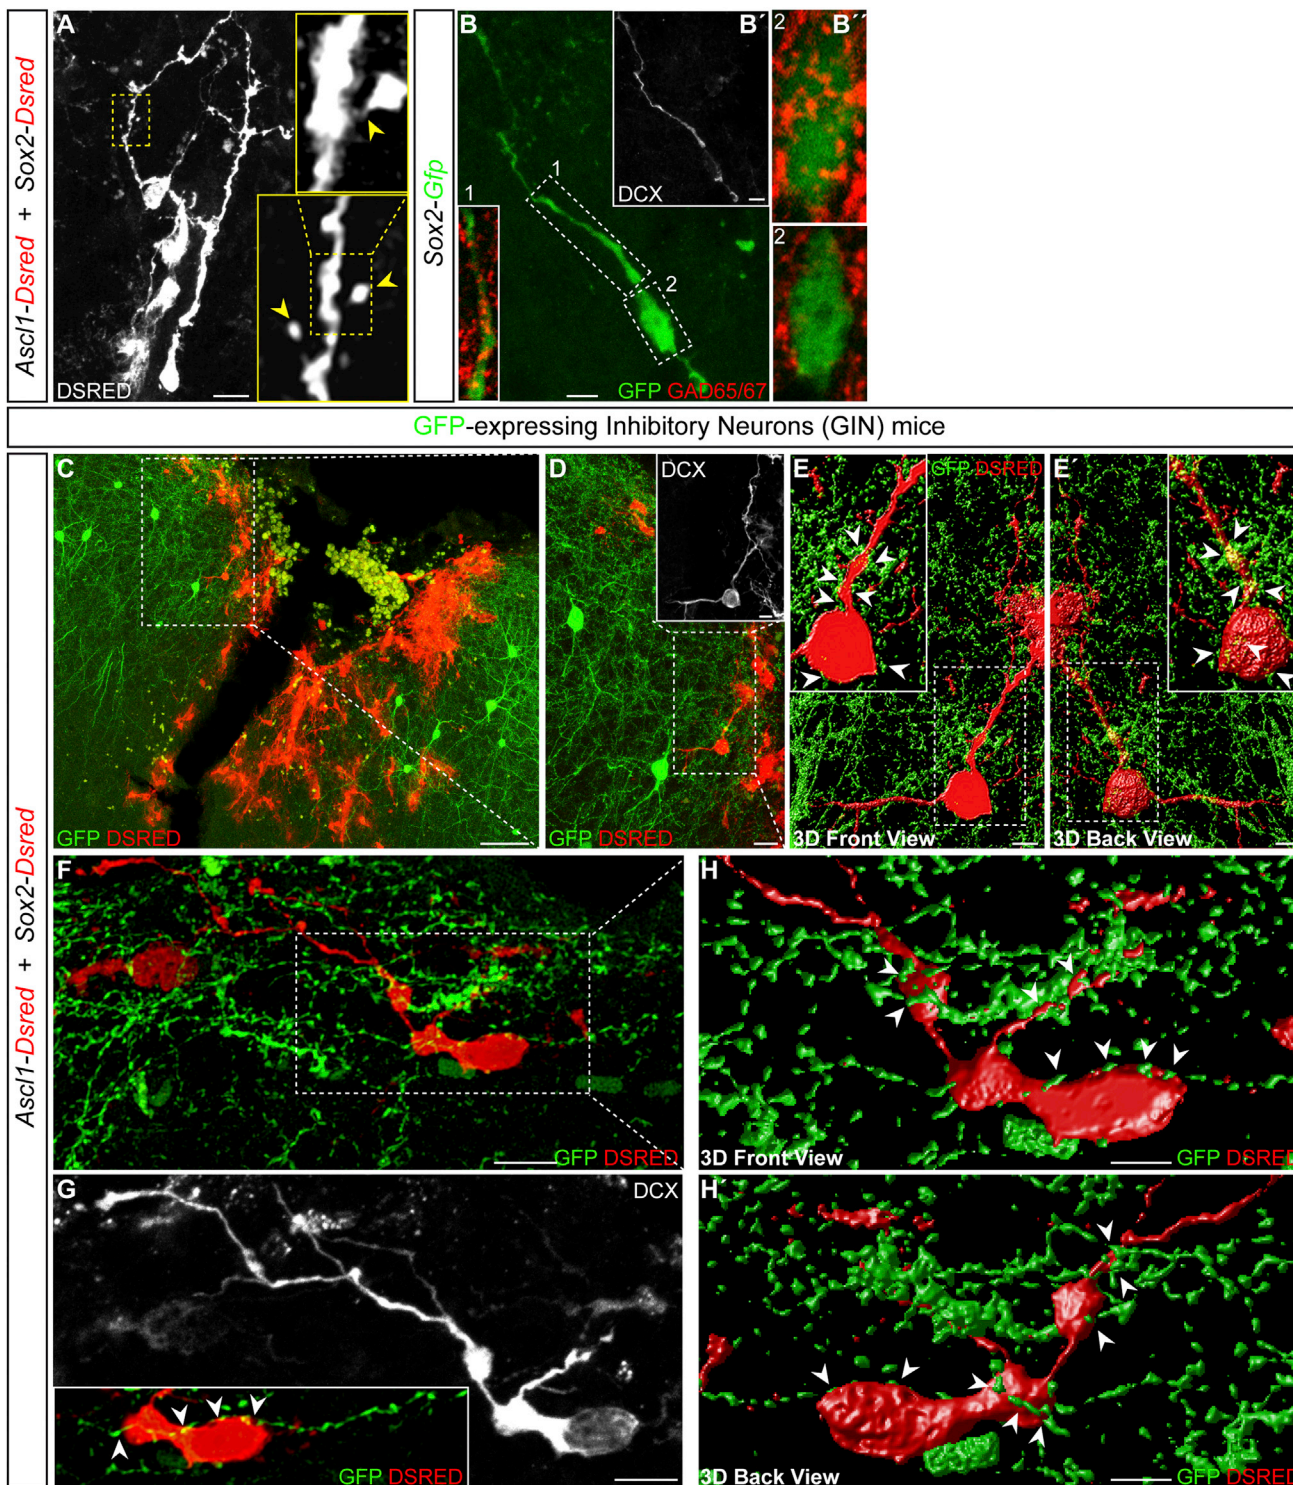 Ascl1-Dsred + Sox2-Dsred
A
DSRED
Sox2-Gfp
B
1
2
1
GFP GAD65/67
B´
DCX
2
B´´
2
GFP-expressing Inhibitory Neurons (GIN) mice
Ascl1-Dsred + Sox2-Dsred
C
GFP DSRED
D
DCX
GFP DSRED
E
GFP DSRED
3D Front View
E´
3D Back View
F
GFP DSRED
H
3D Front View
GFP DSRED
G
DCX
GFP DSRED
H´
3D Back View
GFP DSRED